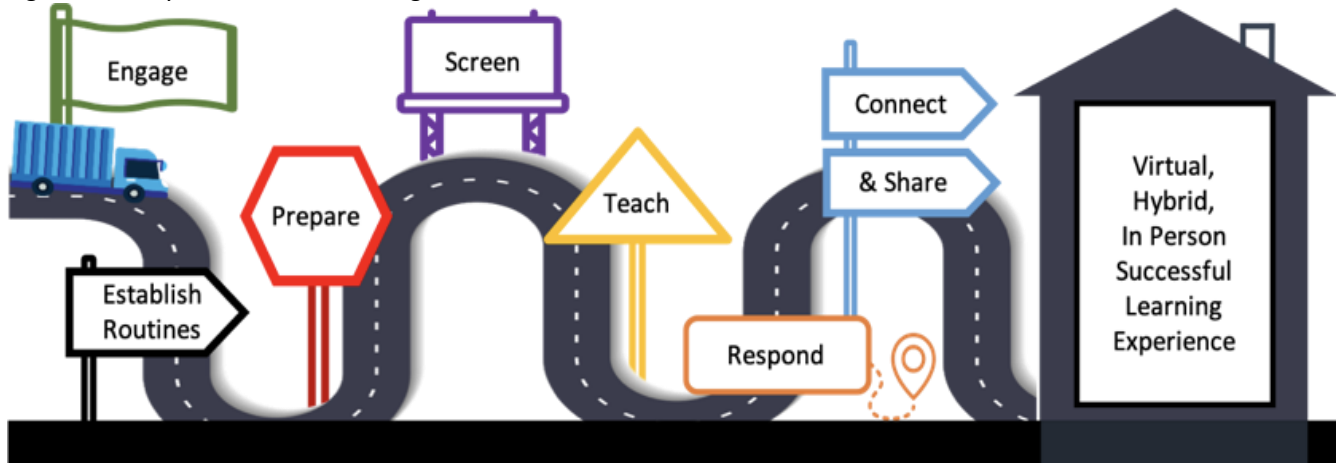 Engage
Establish
Routines
Prepare
Screen
Teach
Respond
Connect
& Share
Virtual,
Hybrid,
In Person
Successful
Learning
Experience